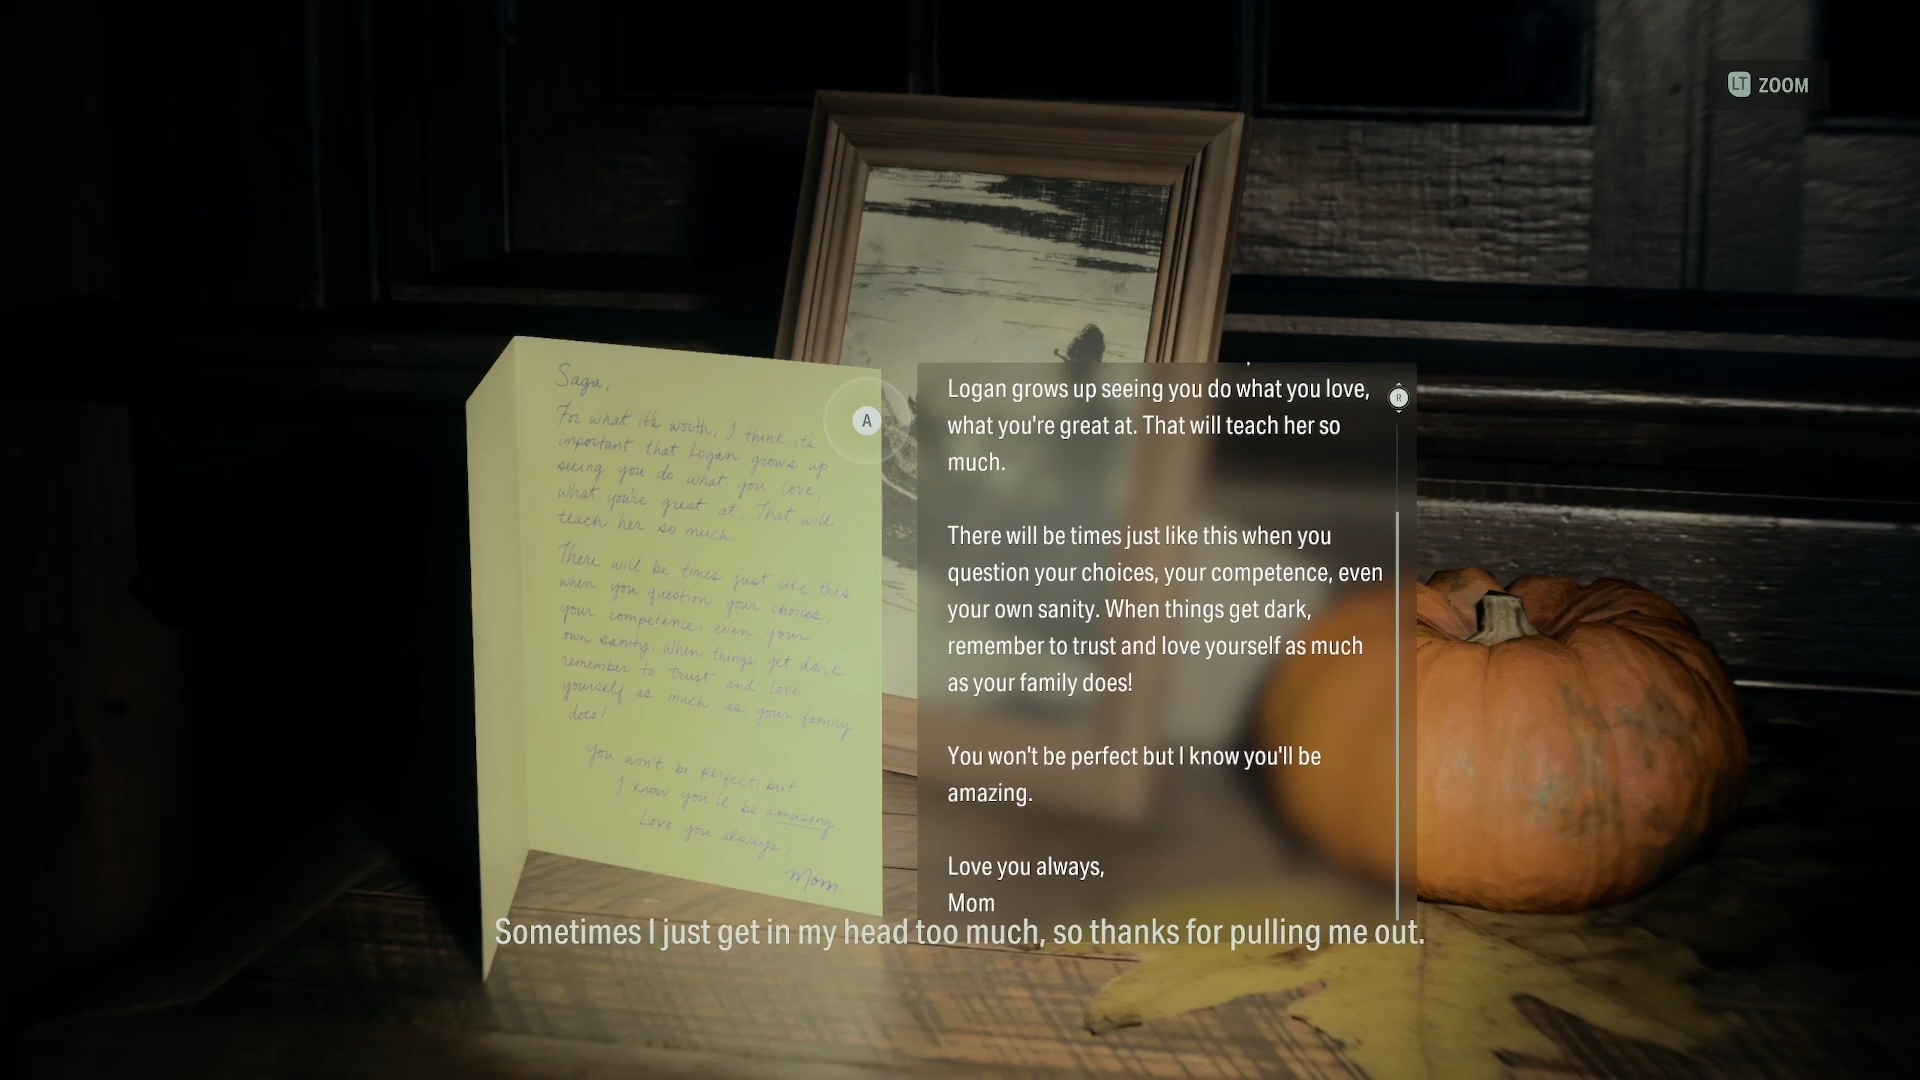 LT ZOOM
Saga,
For what it's worth, I think it's
important that Logan grows up
seeing you do what you love,
what you're great at. That will
teach her so much.
There will be times just like this
when you question your choices,
your competence, even your
own sanity. When things get dark
remember to trust and love
yourself as much as your family
does!
You won't be perfect, but
I know you'll be amazing
Love you always,
Mom.
A
Logan grows up seeing you do what you love,
what you're great at. That will teach her so
much.
There will be times just like this when you
question your choices, your competence, even
your own sanity. When things get dark,
remember to trust and love yourself as much
as your family does!
You won't be perfect but I know you'll be
amazing.
Love you always,
Mom
R
Sometimes I just get in my head too much, so thanks for pulling me out.